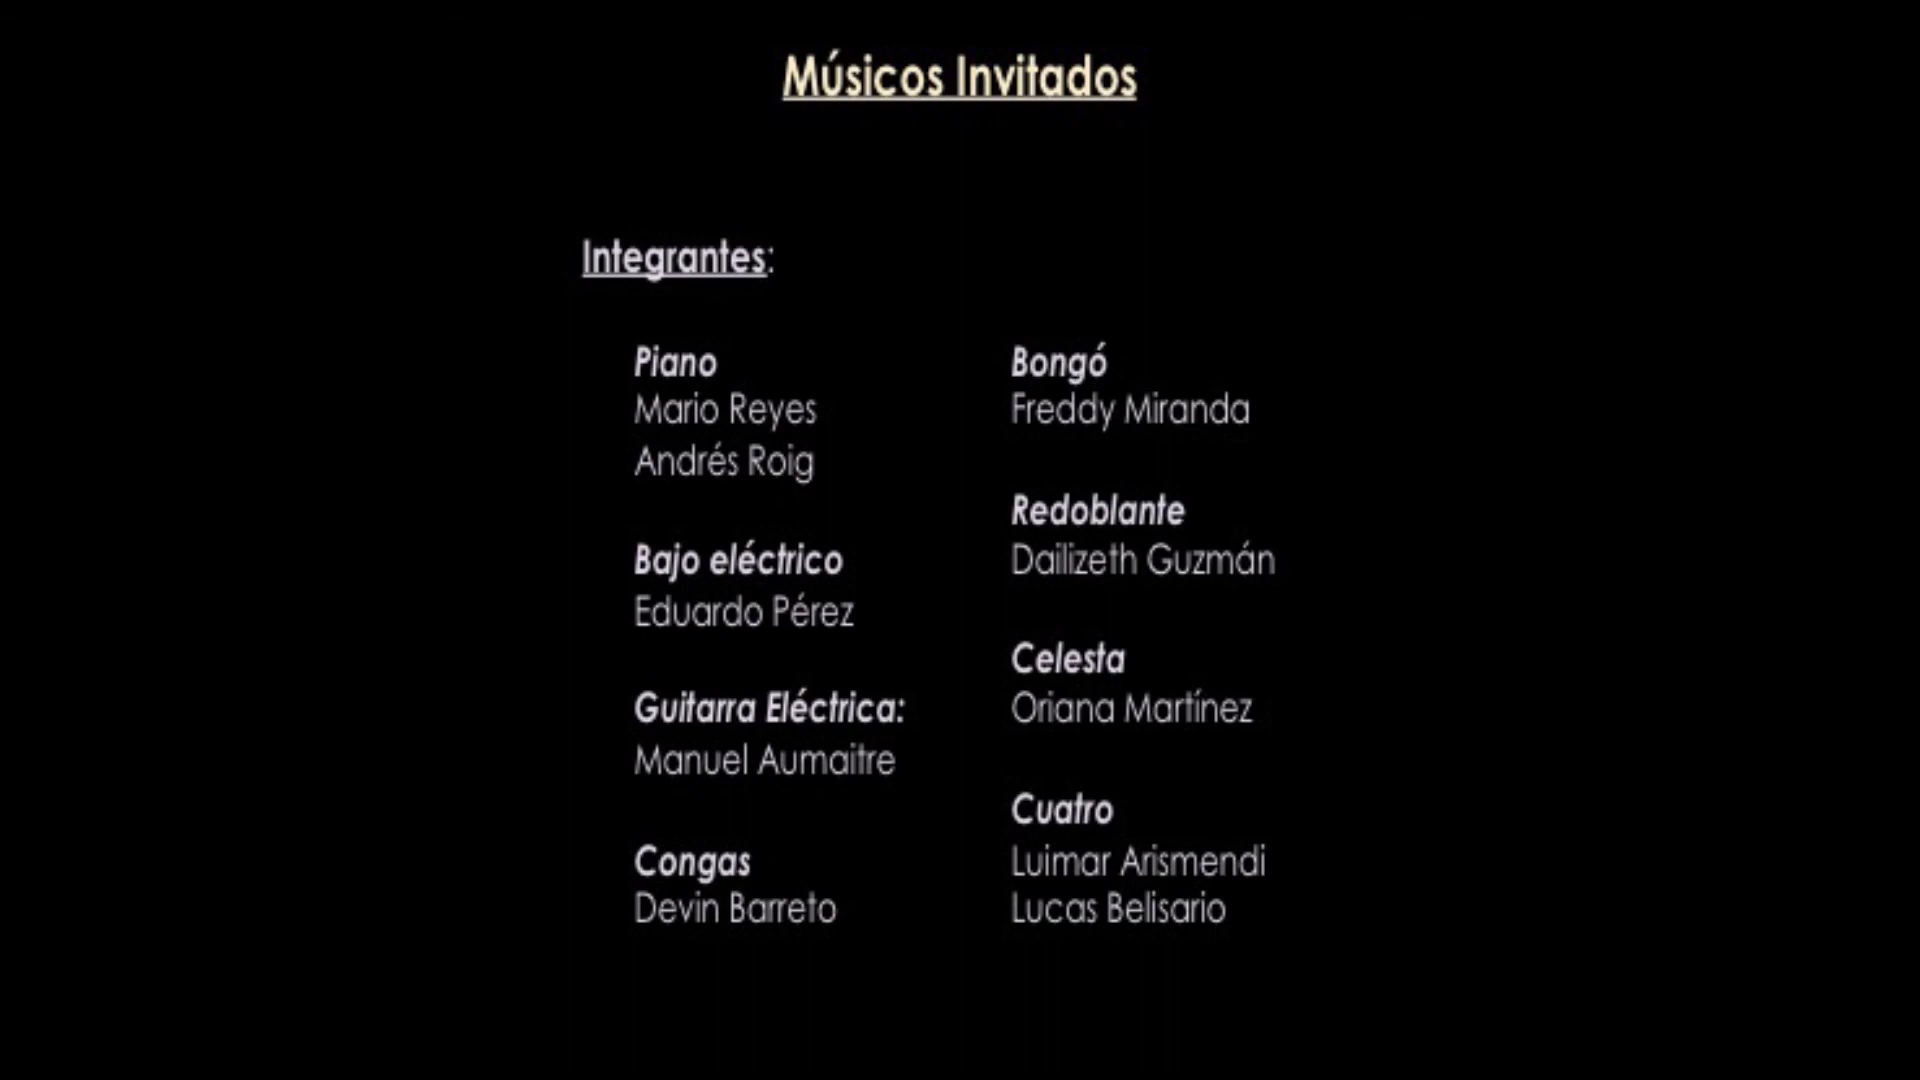 Músicos Invitados
Integrantes:
Piano
Mario Reyes
Andrés Roig
Bajo eléctrico
Eduardo Pérez
Guitarra Eléctrica:
Manuel Aumaitre
Congas
Devin Barreto
Bongó
Freddy Miranda
Redoblante
Dailizeth Guzmán
Celesta
Oriana Martínez
Cuatro
Luimar Arismendi
Lucas Belisario